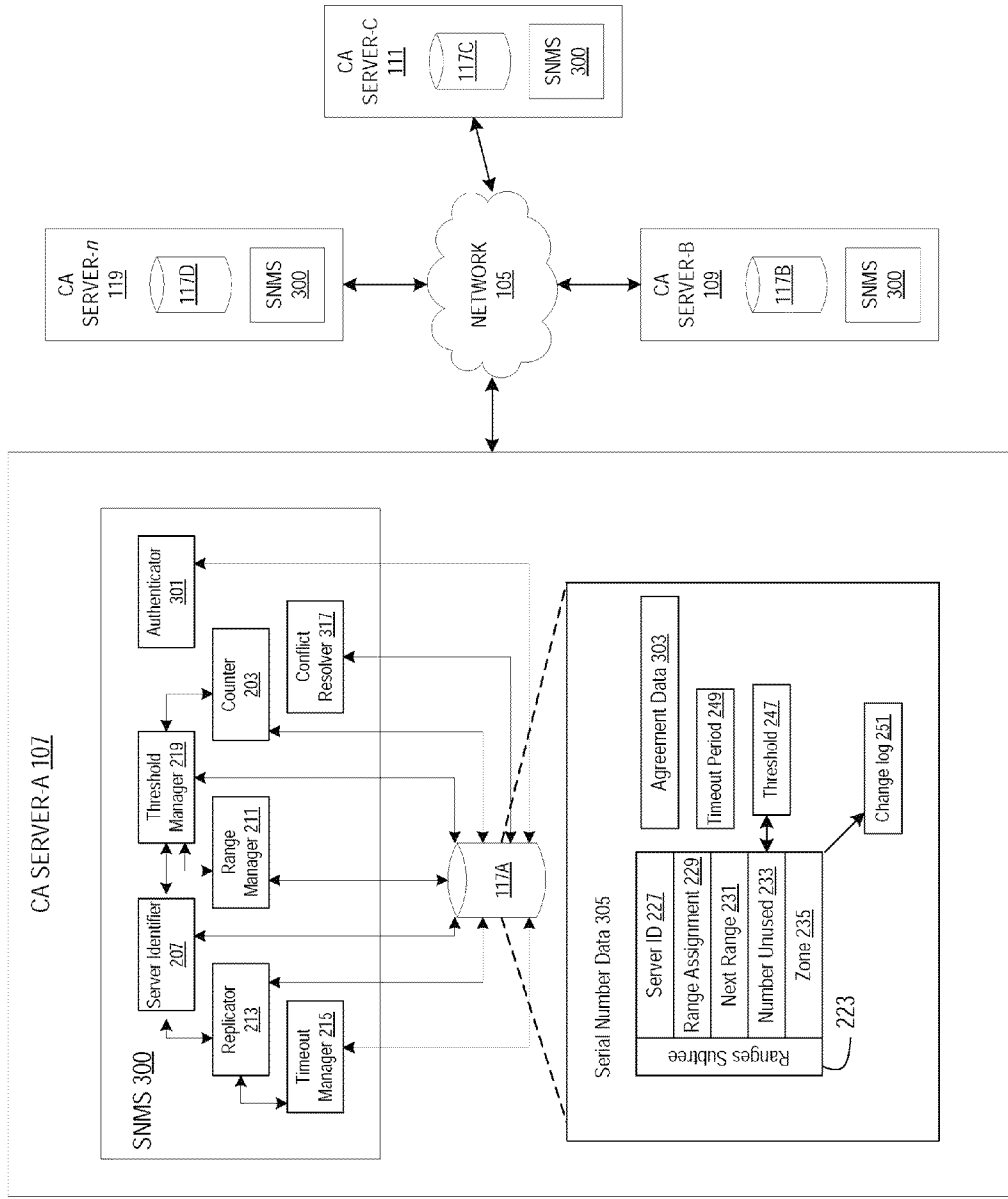 CA SERVER-A 107
SNMS 300
Server Identifier
207
Threshold
Manager 219
Authenticator
301
Replicator
213
Range
Manager 211
Counter
203
Timeout
Manager 215
Conflict
Resolver 317
117A
Serial Number Data 305
Ranges Subtree
Server ID 227
Range Assignment 229
Next Range 231
Number Unused 233
Zone 235
223
Agreement Data 303
Timeout Period 249
Threshold 247
Change log 251
NETWORK
105
CA
SERVER-B
109
117B
SNMS
300
CA
SERVER-n
119
117D
SNMS
300
CA
SERVER-C
111
117C
SNMS
300